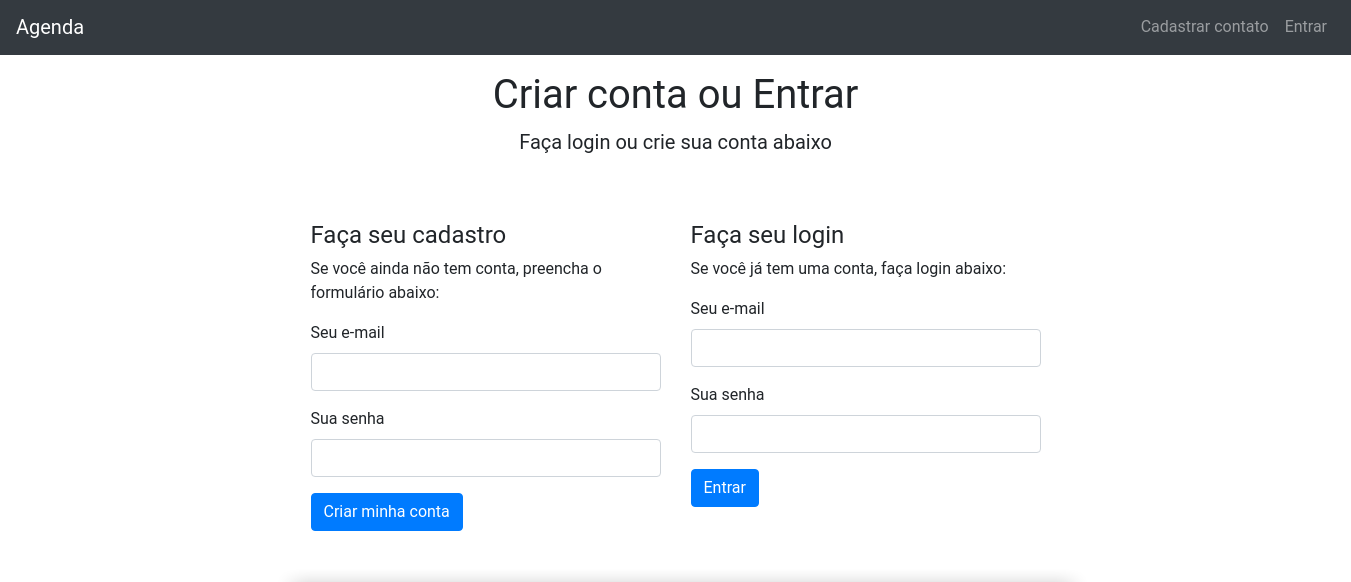 Agenda
Cadastrar contato
Entrar
Criar conta ou Entrar
Faça login ou crie sua conta abaixo
Faça seu cadastro
Se você ainda não tem conta, preencha o
formulário abaixo:
Seu e-mail
Sua senha
Criar minha conta
Faça seu login
Se você já tem uma conta, faça login abaixo:
Seu e-mail
Sua senha
Entrar